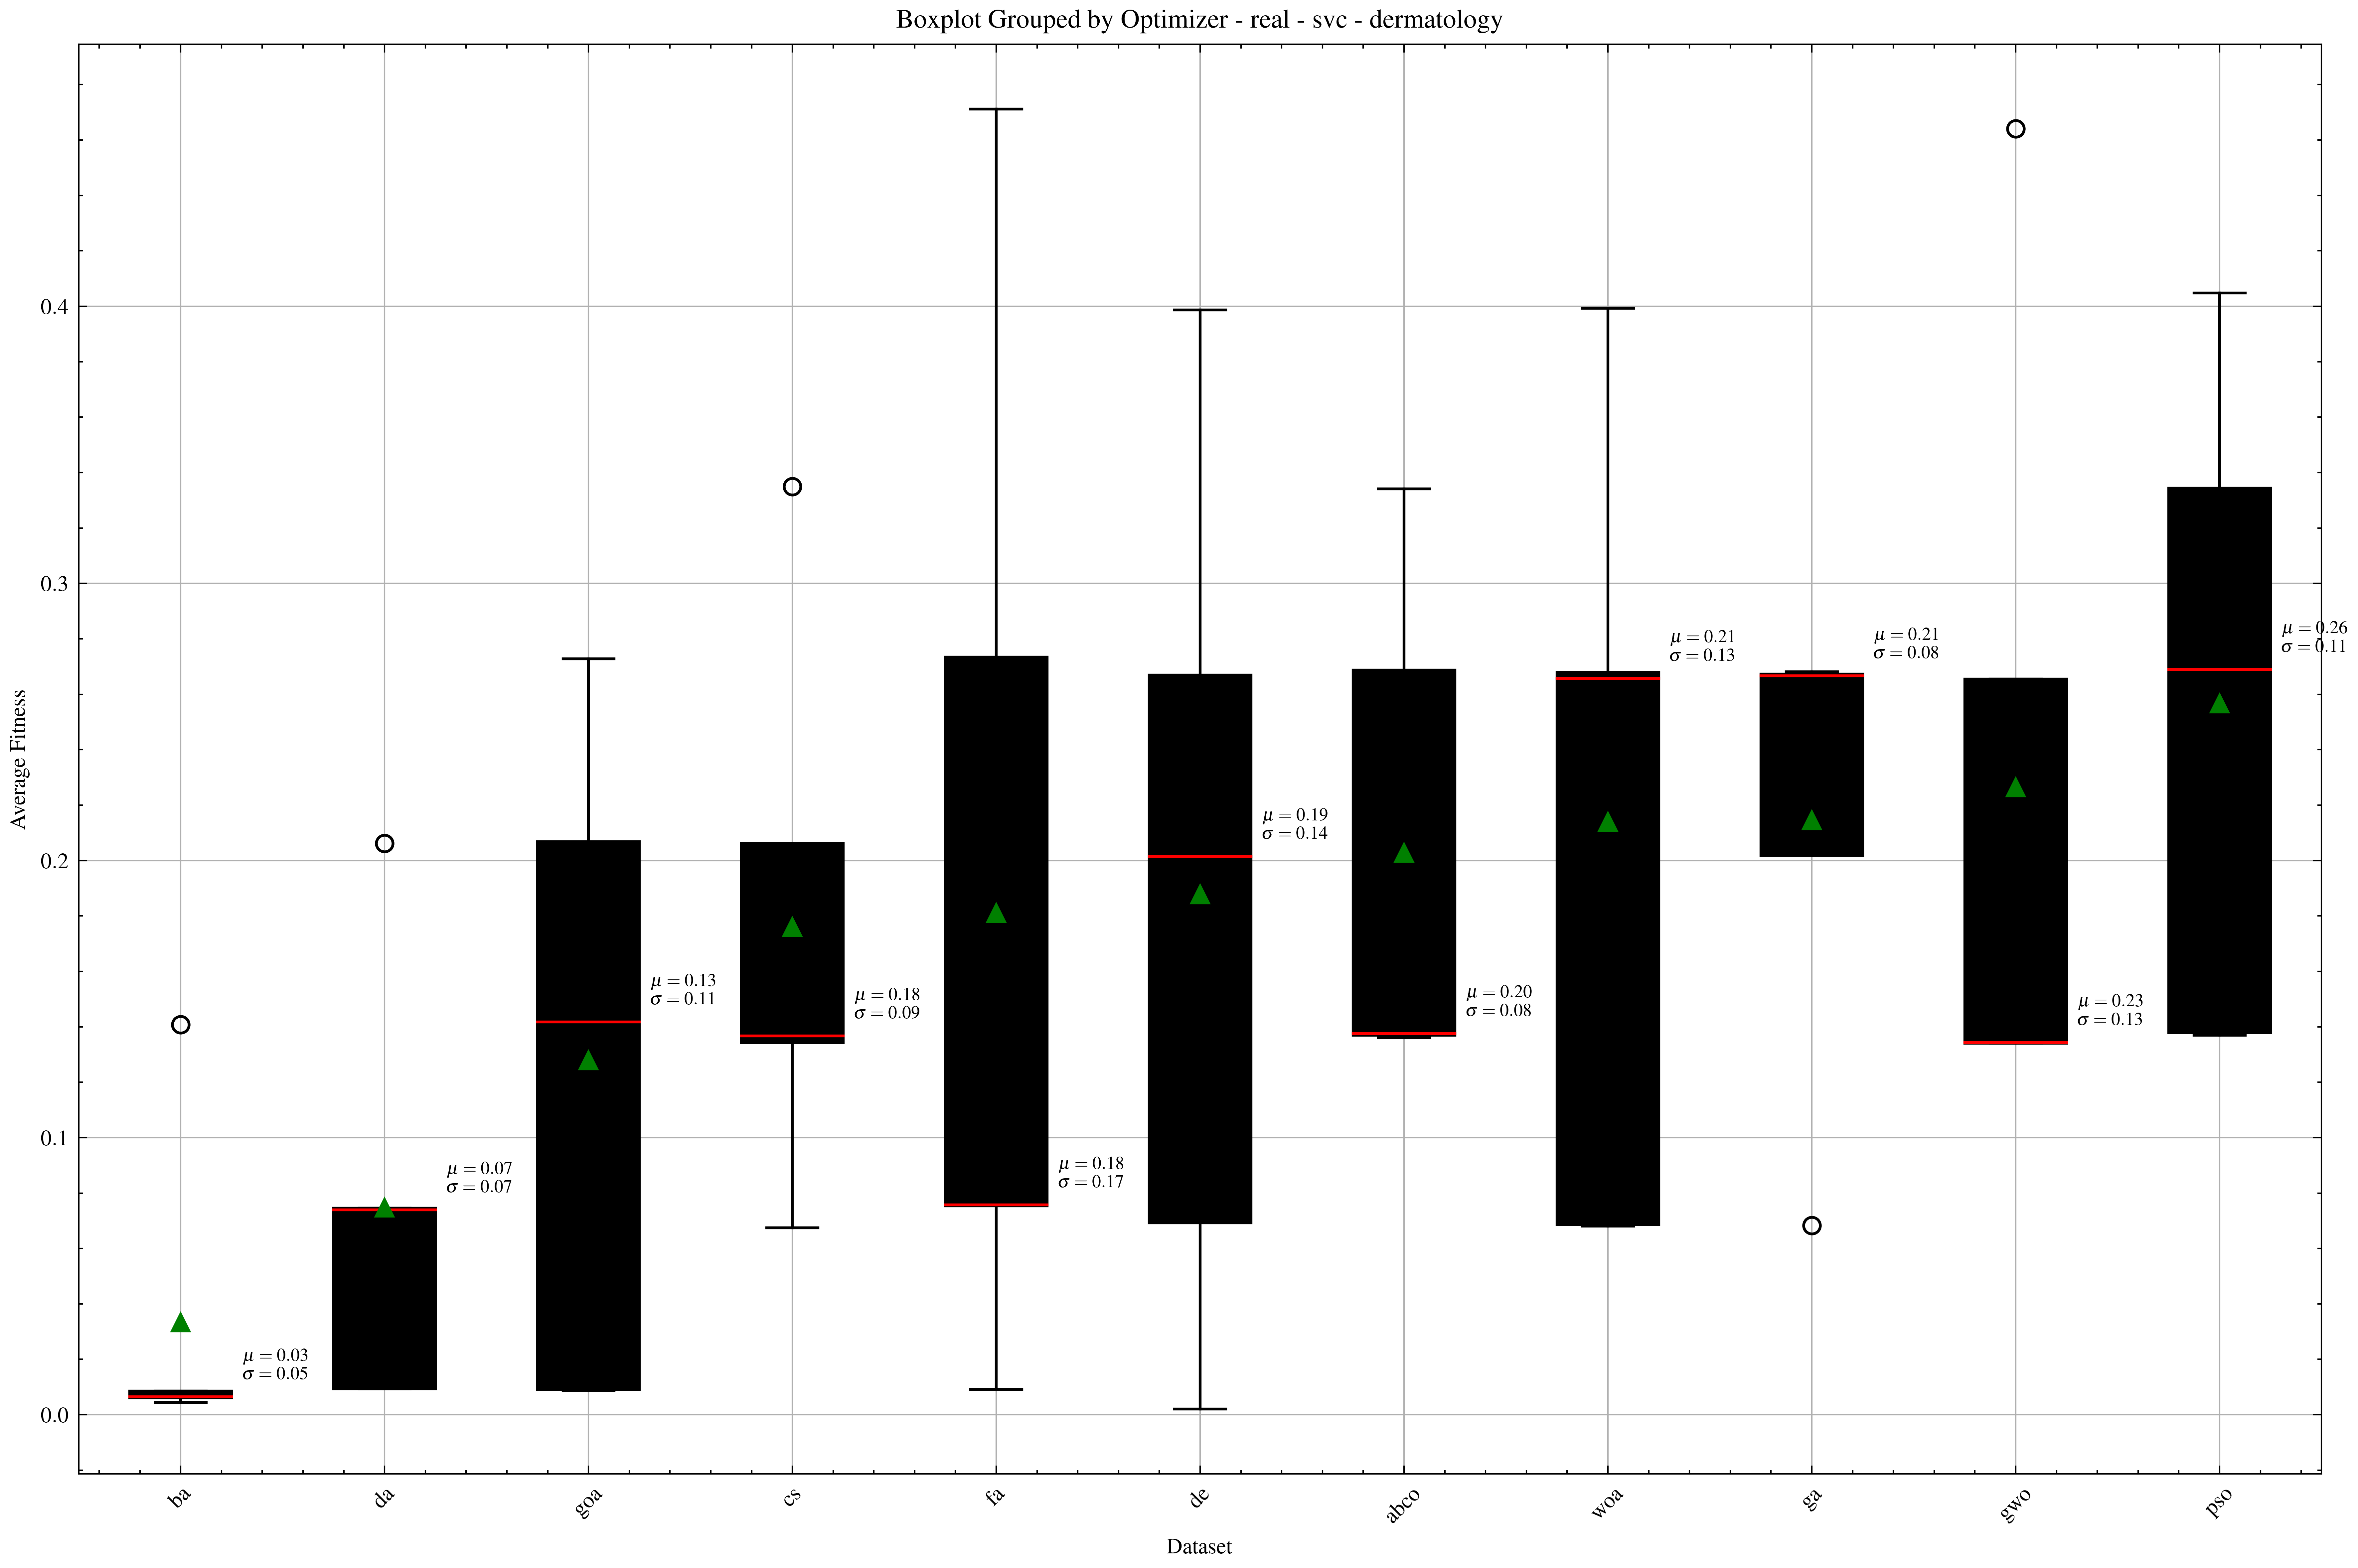 Boxplot Grouped by Optimizer - real - svc - dermatology
Average Fitness
0.4
0.3
0.2
0.1
0.0
μ = 0.03
σ = 0.05
μ = 0.07
σ = 0.07
μ = 0.13
σ = 0.11
μ = 0.18
σ = 0.09
μ = 0.18
σ = 0.17
μ = 0.19
σ = 0.14
μ = 0.20
σ = 0.08
μ = 0.21
σ = 0.13
μ = 0.21
σ = 0.08
μ = 0.23
σ = 0.13
μ = 0.26
σ = 0.11
ba
da
goa
cs
fa
de
abco
woa
ga
gwo
pso
Dataset